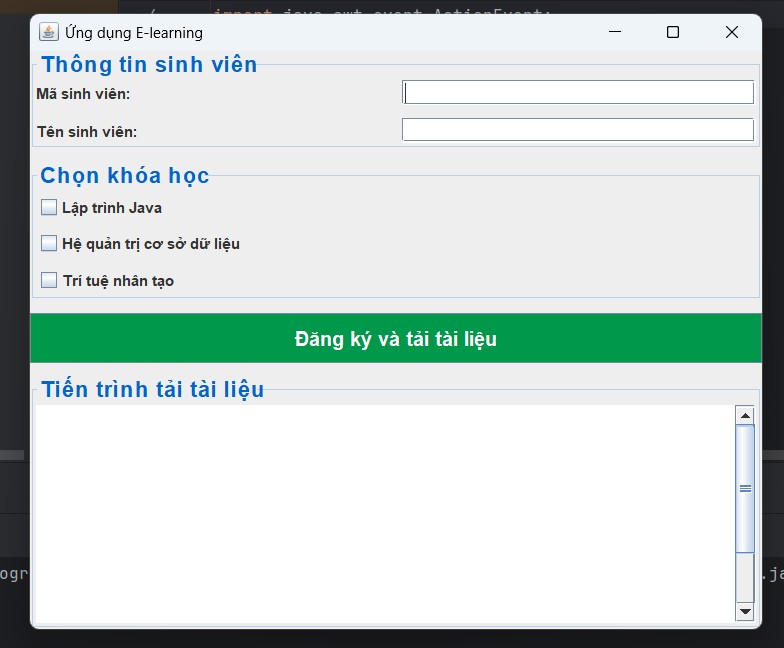 import java.awt.event.ActionEvent;
Ứng dụng E-learning
Thông tin sinh viên
Mã sinh viên:
Tên sinh viên:
Chọn khóa học
Lập trình Java
Hệ quản trị cơ sở dữ liệu
Trí tuệ nhân tạo
Đăng ký và tải tài liệu
Tiến trình tải tài liệu
ogr
.ja